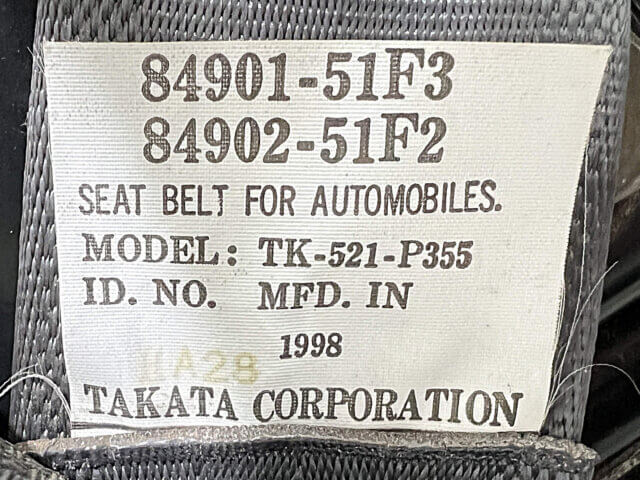 84901-51F3
84902-51F2
SEAT BELT FOR AUTOMOBILES.
MODEL: TK-521-P355
ID. NO. MFD. IN
1998
TAKATA CORPORATION